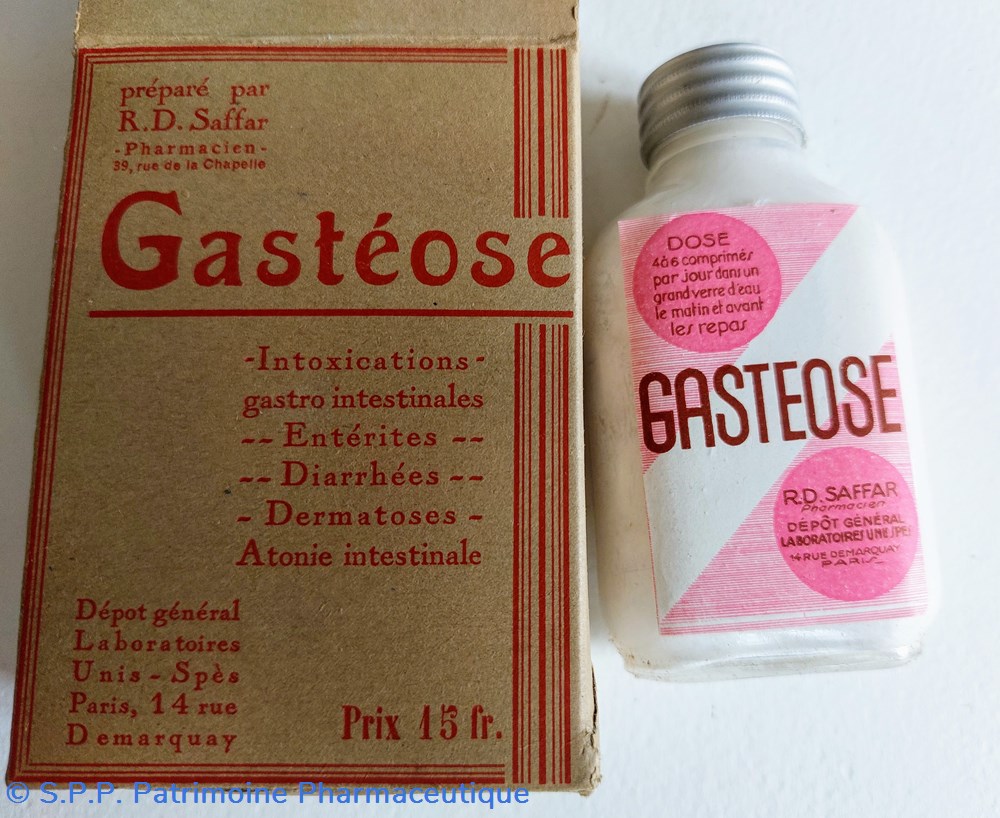 préparé par
R.D. Saffar
-Pharmacien-
39, rue de la Chapelle
Gastéose
-Intoxications-
gastro intestinales
-- Entérites --
-- Diarrhées --
- Dermatoses -
Atonie intestinale
Dépot général
Laboratoires
Unis-Spès
Paris, 14 rue
Demarquay
Prix 15 fr.
DOSE
4à6 comprimés
par jour dans un
grand verre d'eau
le matin et avant
les repas
GASTEOSE
R.D. SAFFAR
Pharmacien
DÉPÔT GÉNÉRAL
LABORATOIRES UNIS SPES
14 RUE DEMARQUAY
PARIS
© S.P.P. Patrimoine Pharmaceutique